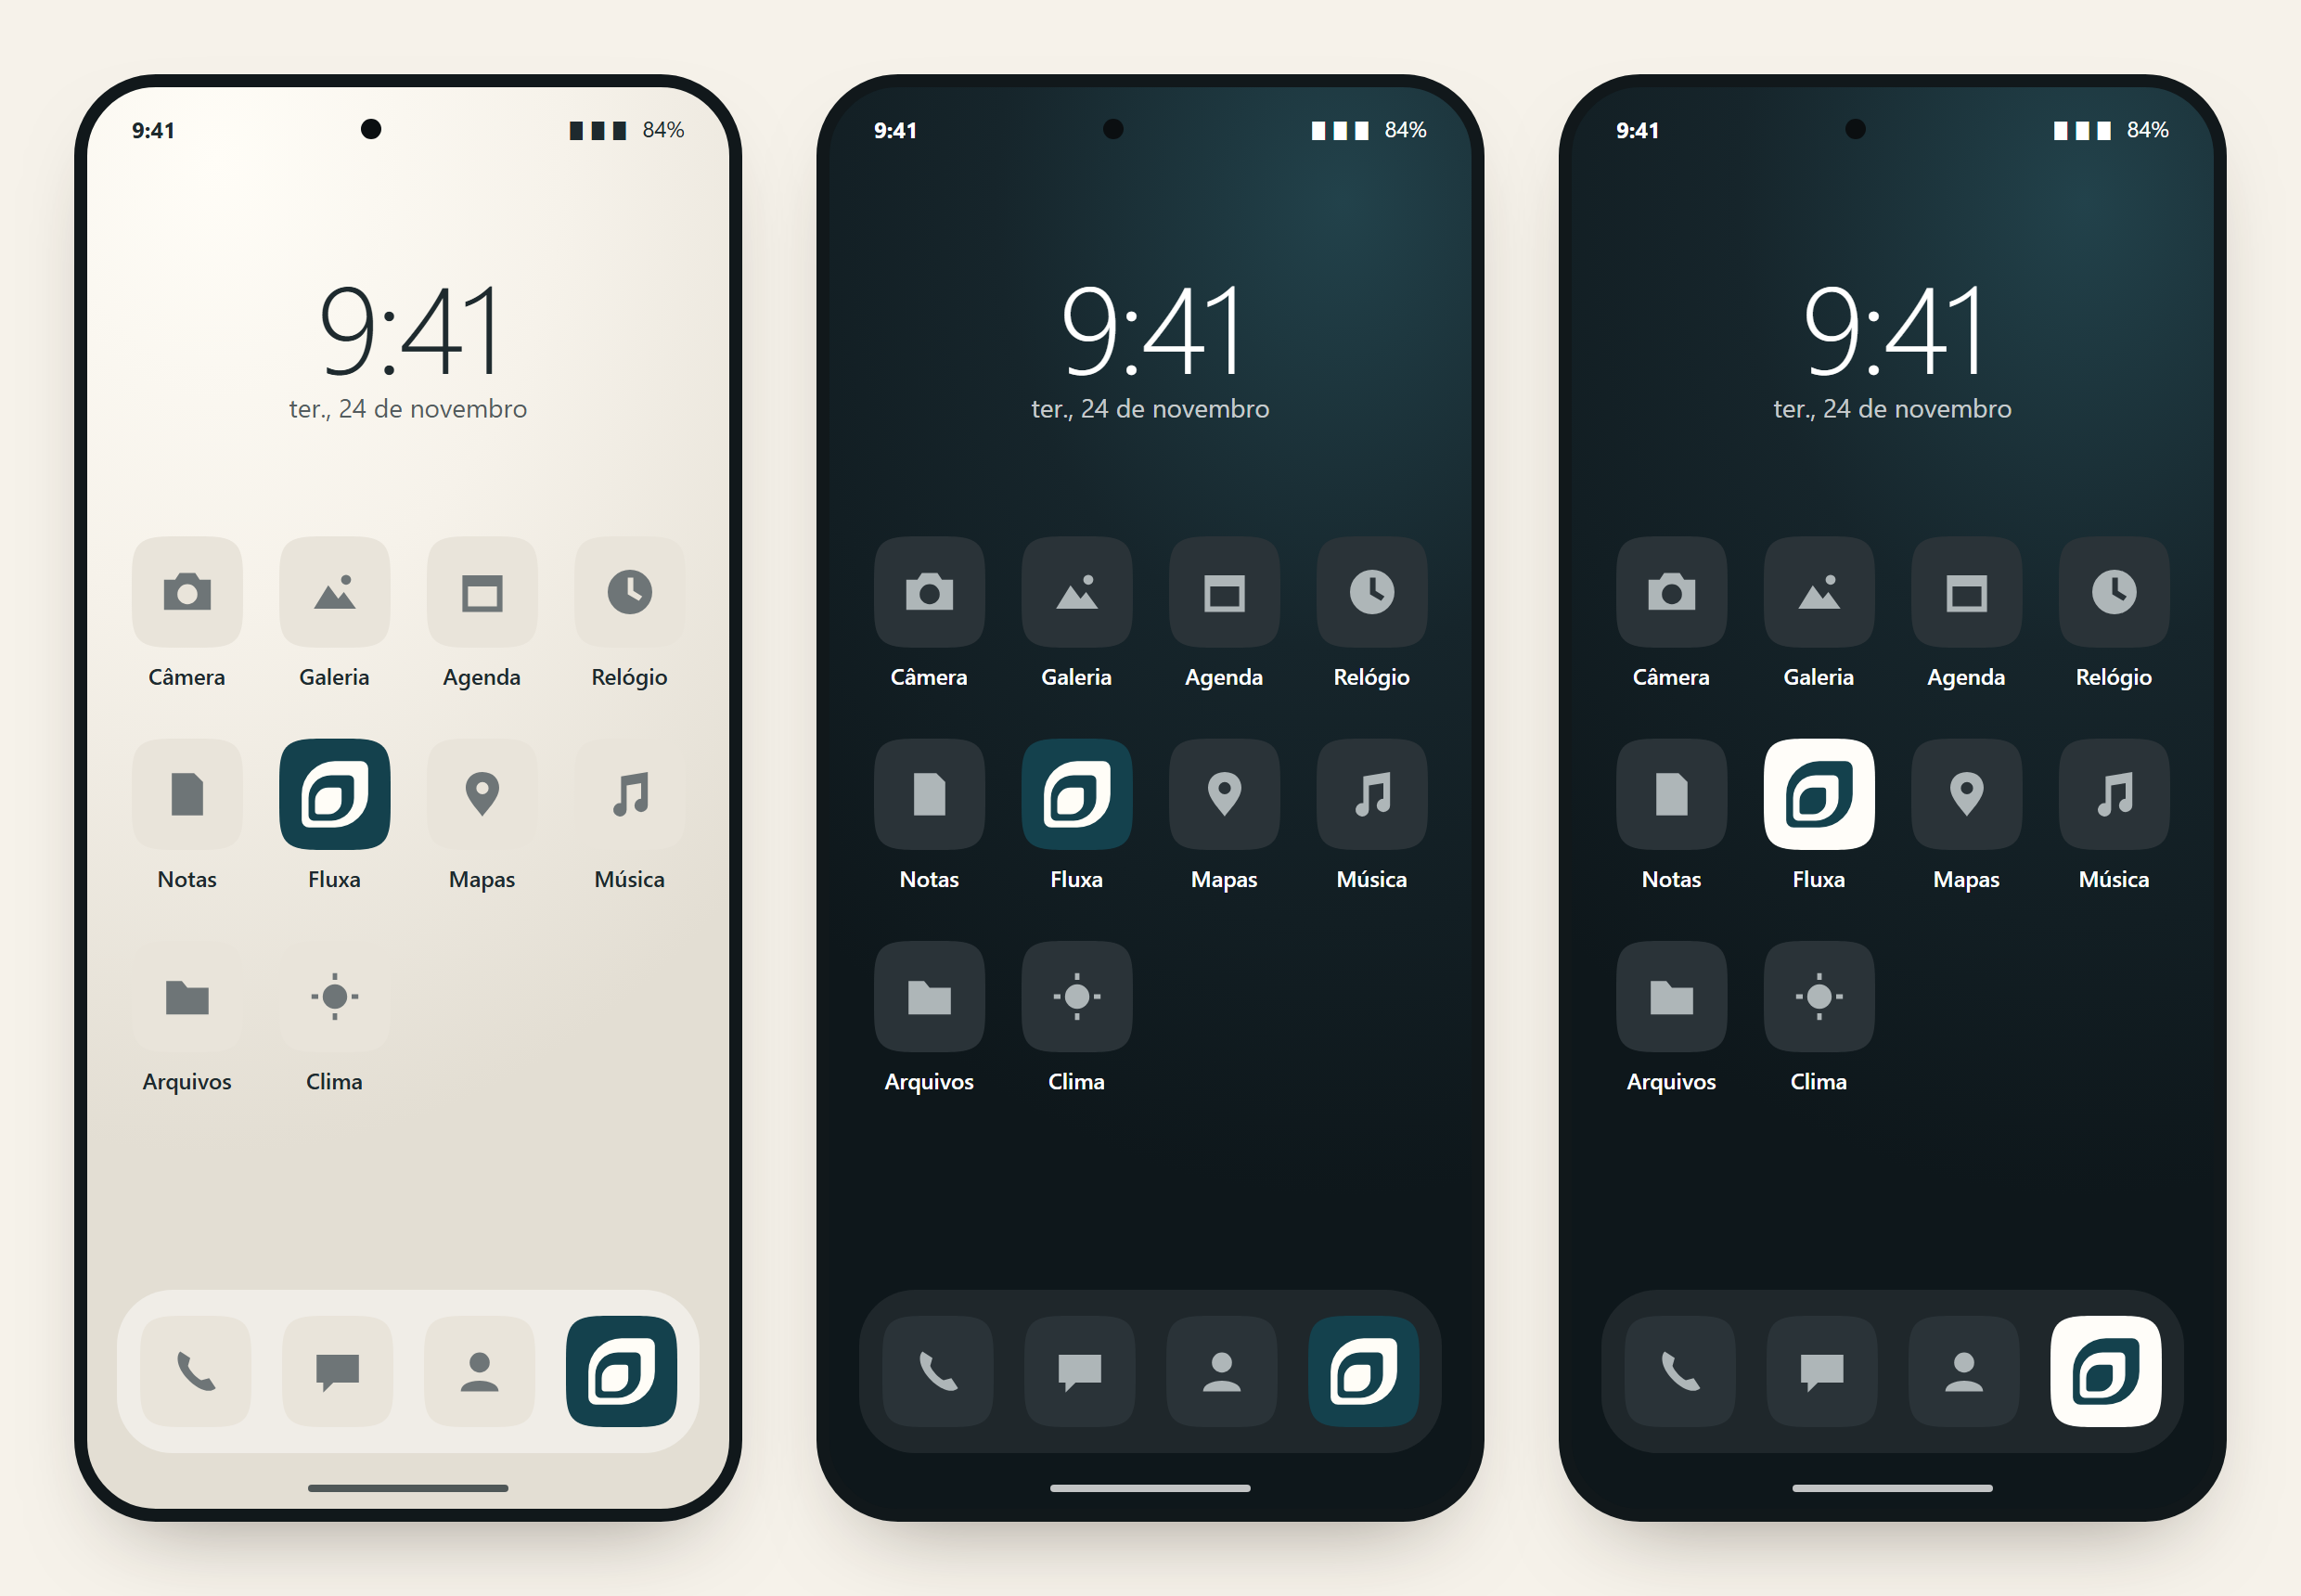 9:41 84%
9:41
ter., 24 de novembro
Câmera Galeria Agenda Relógio
Notas Fluxa Mapas Música
Arquivos Clima
9:41 84%
9:41
ter., 24 de novembro
Câmera Galeria Agenda Relógio
Notas Fluxa Mapas Música
Arquivos Clima
9:41 84%
9:41
ter., 24 de novembro
Câmera Galeria Agenda Relógio
Notas Fluxa Mapas Música
Arquivos Clima